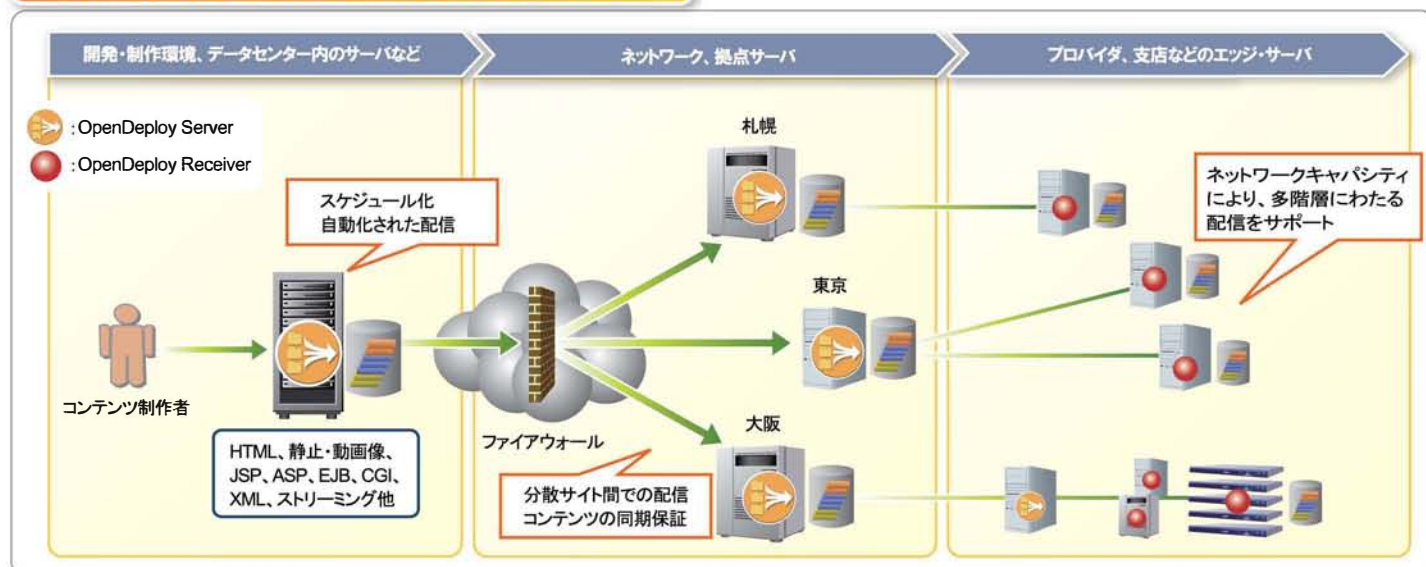 開発・制作環境、データセンター内のサーバなど
ネットワーク、拠点サーバ
プロバイダ、支店などのエッジ・サーバ
:OpenDeploy Server
:OpenDeploy Receiver
スケジュール化
自動化された配信
コンテンツ制作者
HTML、静止・動画像、
JSP、ASP、EJB、CGI、
XML、ストリーミング他
ファイアウォール
札幌
東京
大阪
分散サイト間での配信
コンテンツの同期保証
ネットワークキャパシティ
により、多階層にわたる
配信をサポート